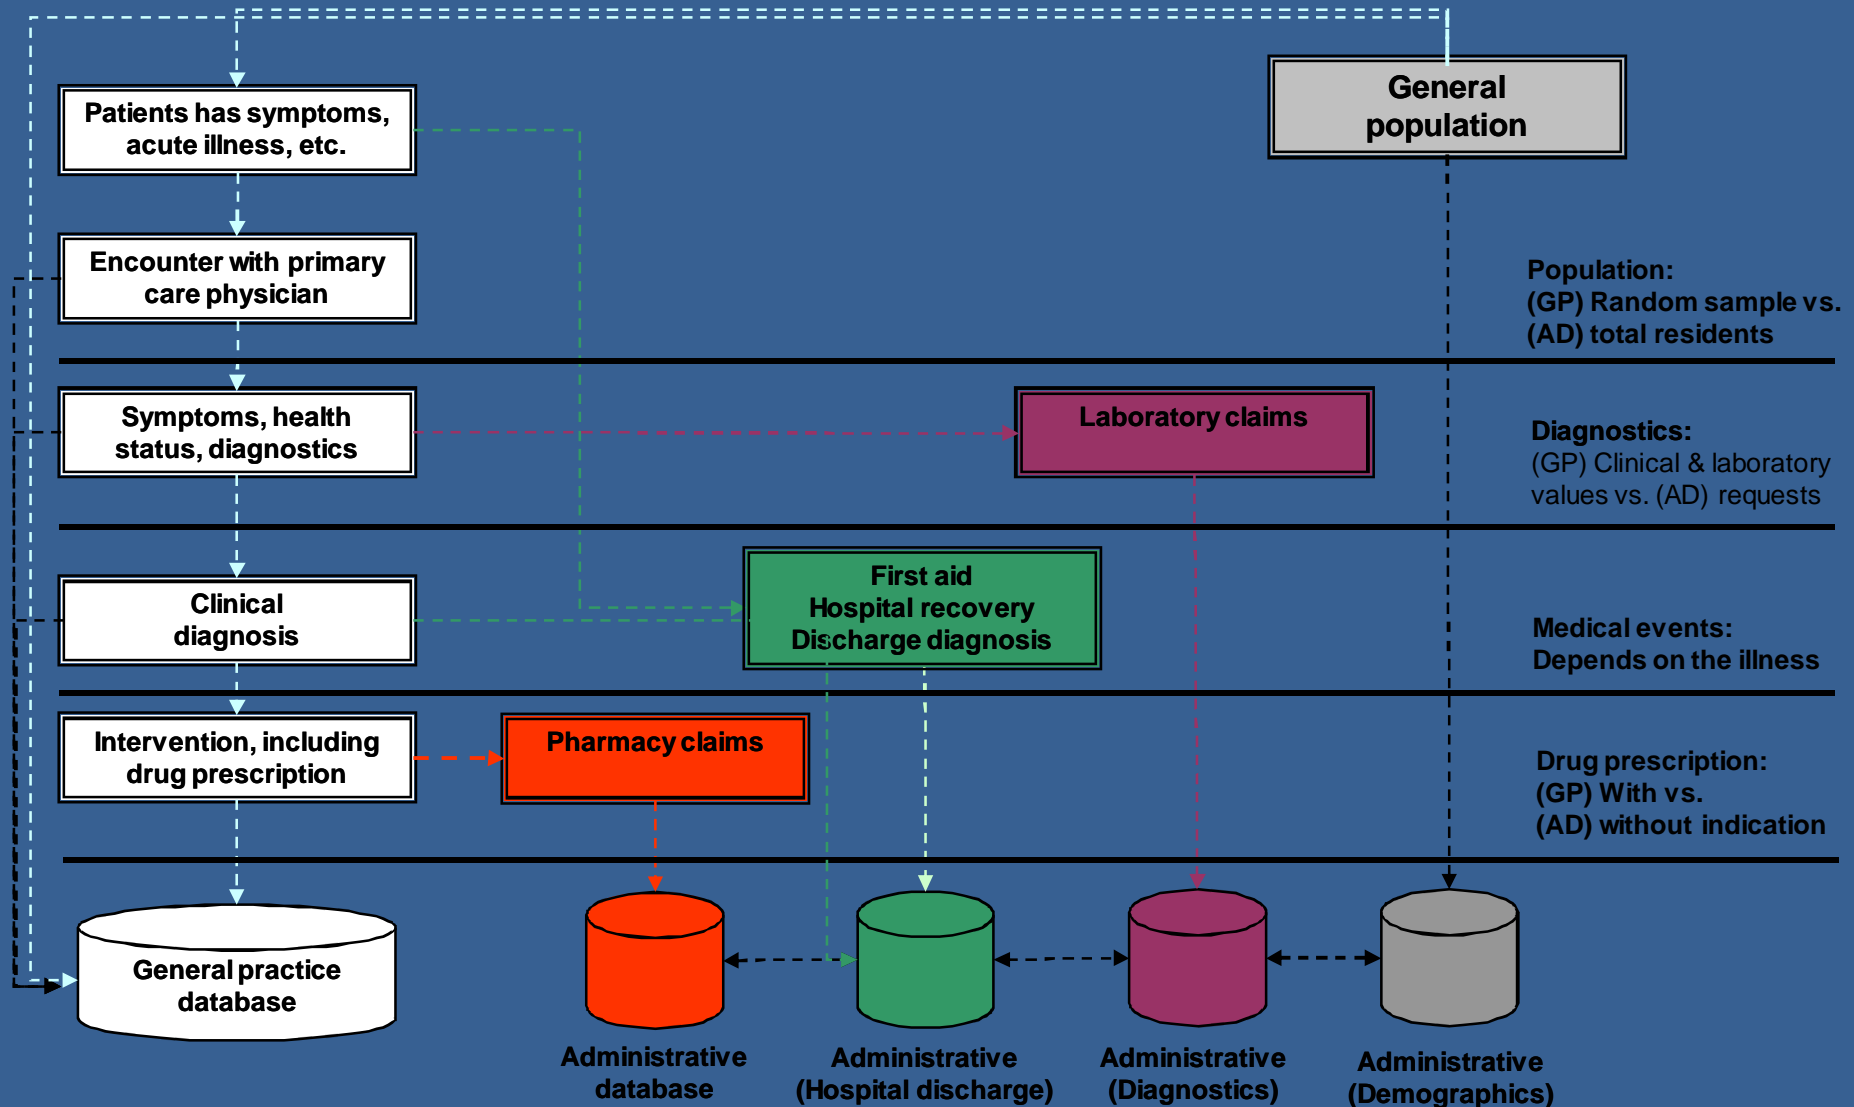 General
population
Patients has symptoms,
acute illness, etc.
Encounter with primary
care physician
Population:
(GP) Random sample vs.
(AD) total residents
Symptoms, health
status, diagnostics
Laboratory claims
Diagnostics:
(GP) Clinical & laboratory
values vs. (AD) requests
Clinical
diagnosis
First aid
Hospital recovery
Discharge diagnosis
Medical events:
Depends on the illness
Intervention, including
drug prescription
Pharmacy claims
Drug prescription:
(GP) With vs.
(AD) without indication
General practice
database
Administrative
database
Administrative
(Hospital discharge)
Administrative
(Diagnostics)
Administrative
(Demographics)